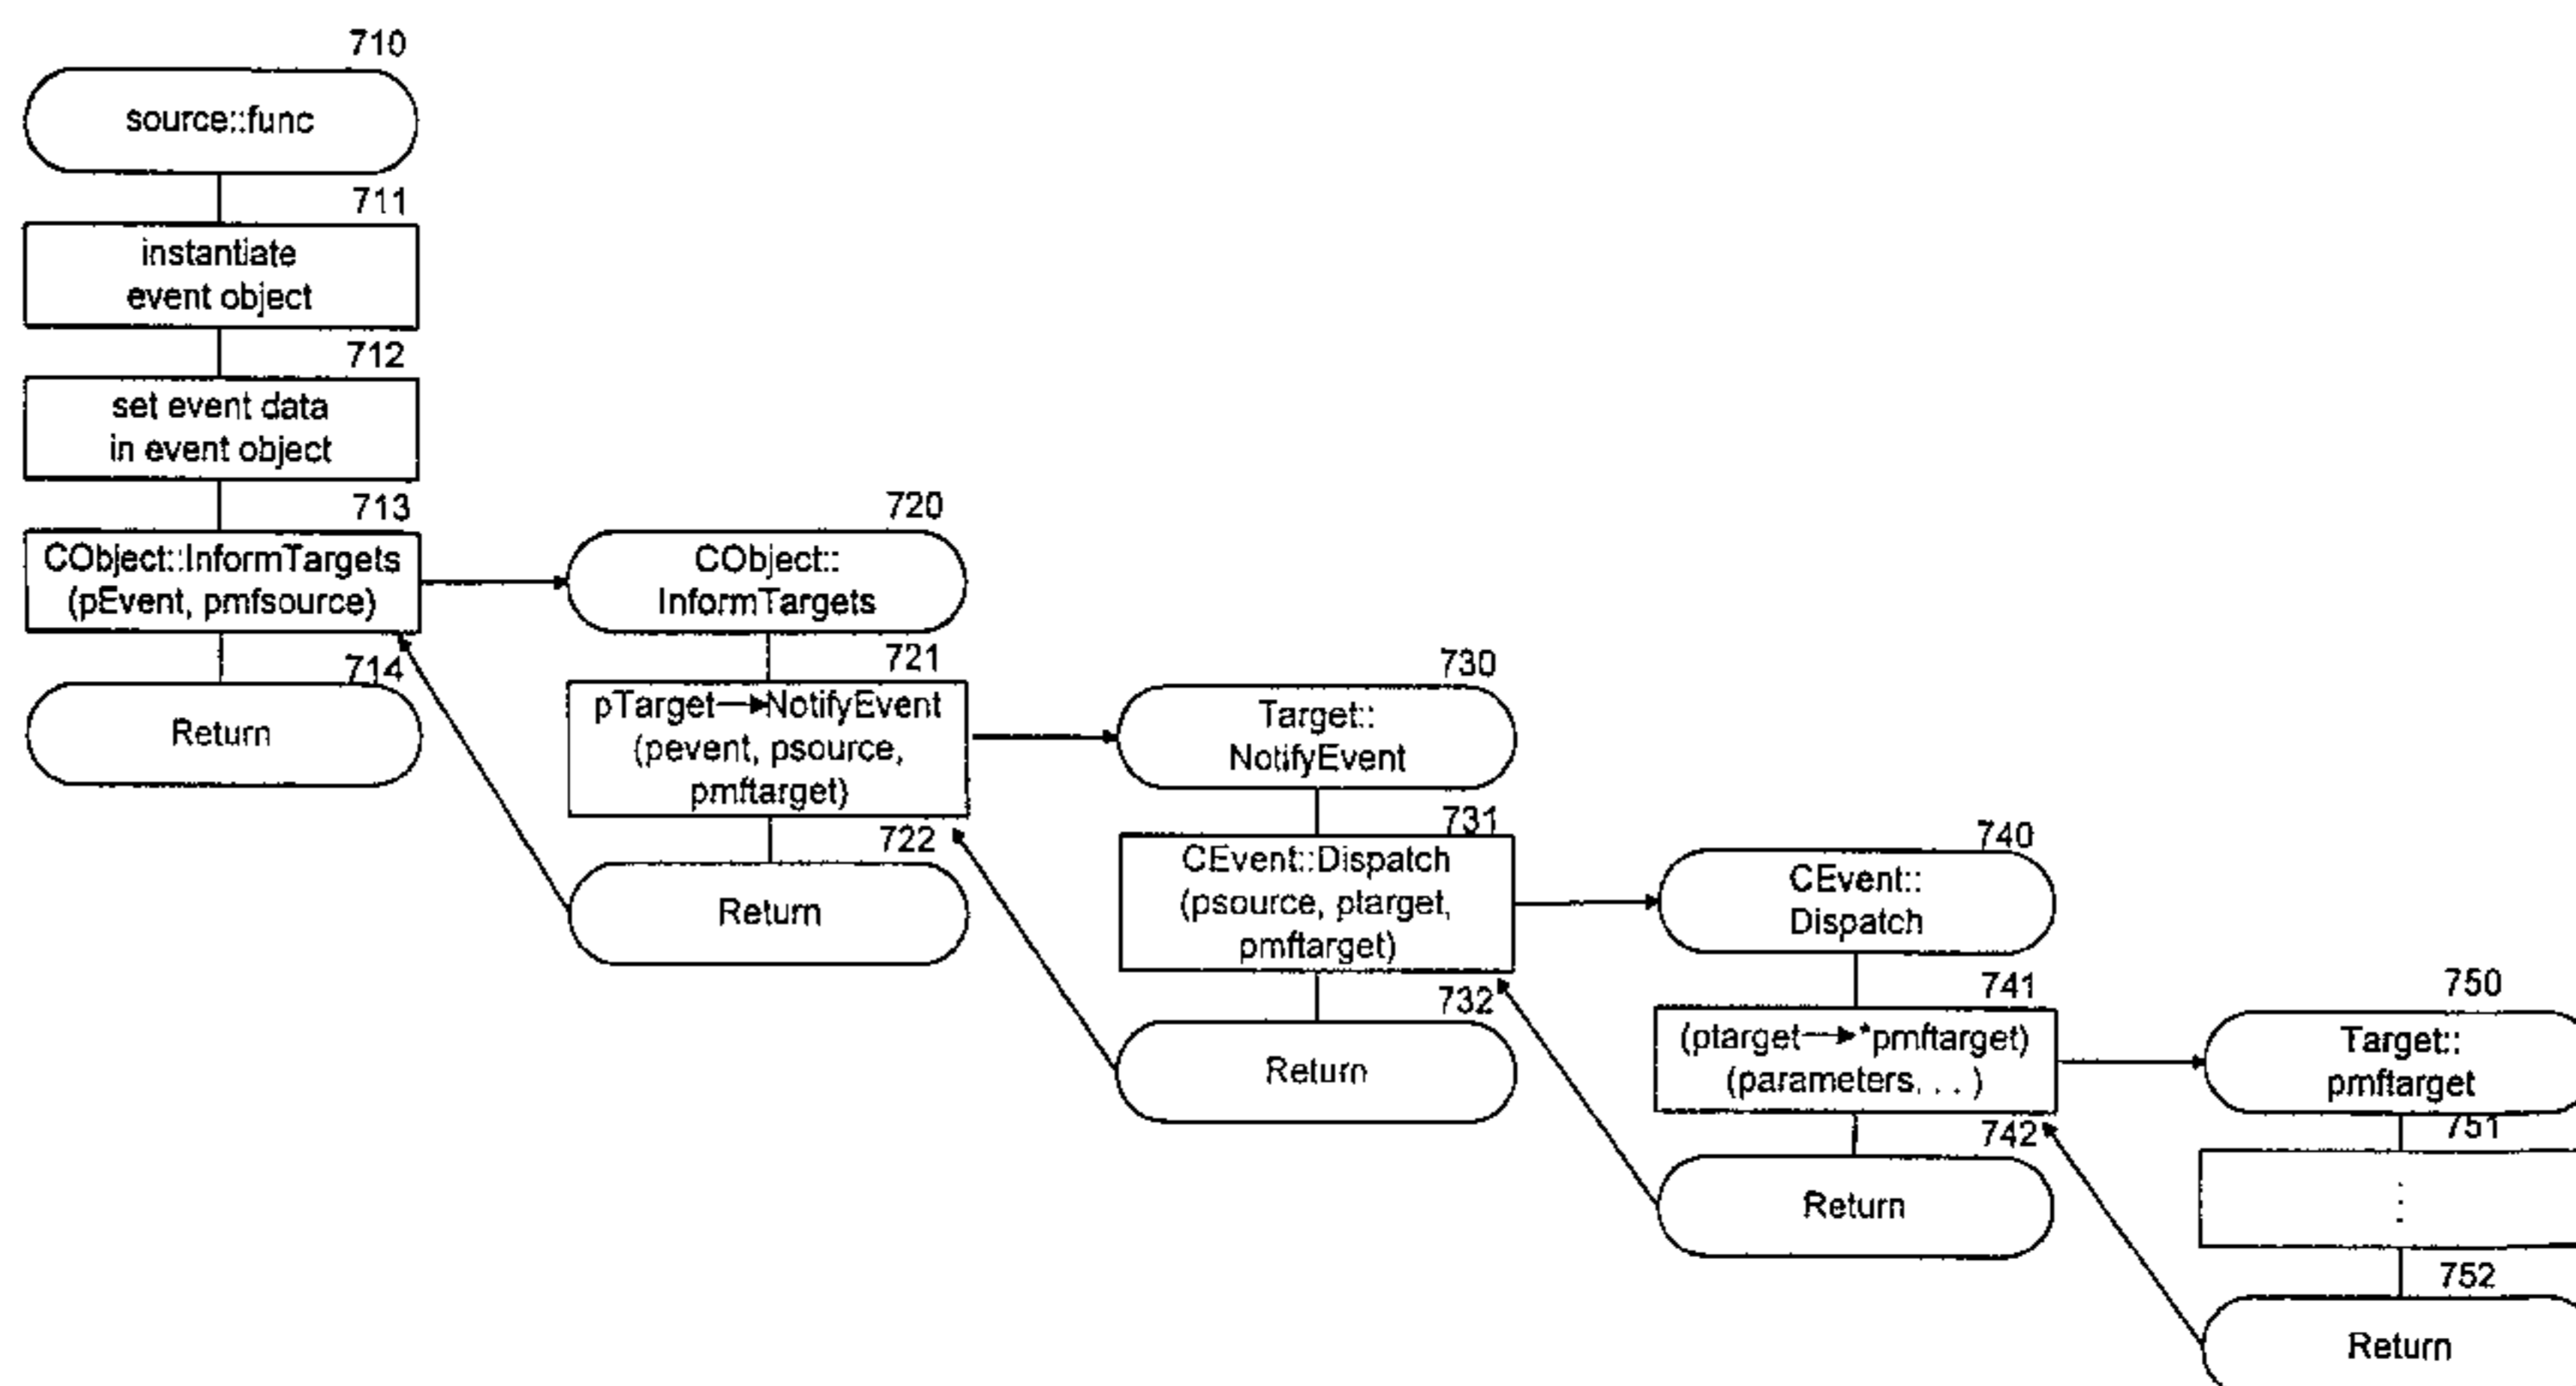 710
source::func
711
instantiate
event object
712
set event data
in event object
713
CObject::InformTargets
(pEvent, pmfsource)
714
Return
720
CObject::
InformTargets
721
pTarget→NotifyEvent
(pevent, psource,
pmftarget)
722
Return
730
Target::
NotifyEvent
731
CEvent::Dispatch
(psource, ptarget,
pmftarget)
732
Return
740
CEvent::
Dispatch
741
(ptarget→*pmftarget)
(parameters. . . )
742
Return
750
Target::
pmftarget
751
⋮
752
Return